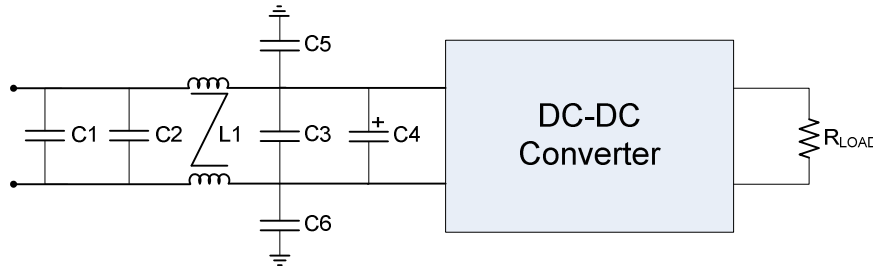 C5
C1
C2
L1
C3
+
C4
DC-DC
Converter
RLOAD
C6